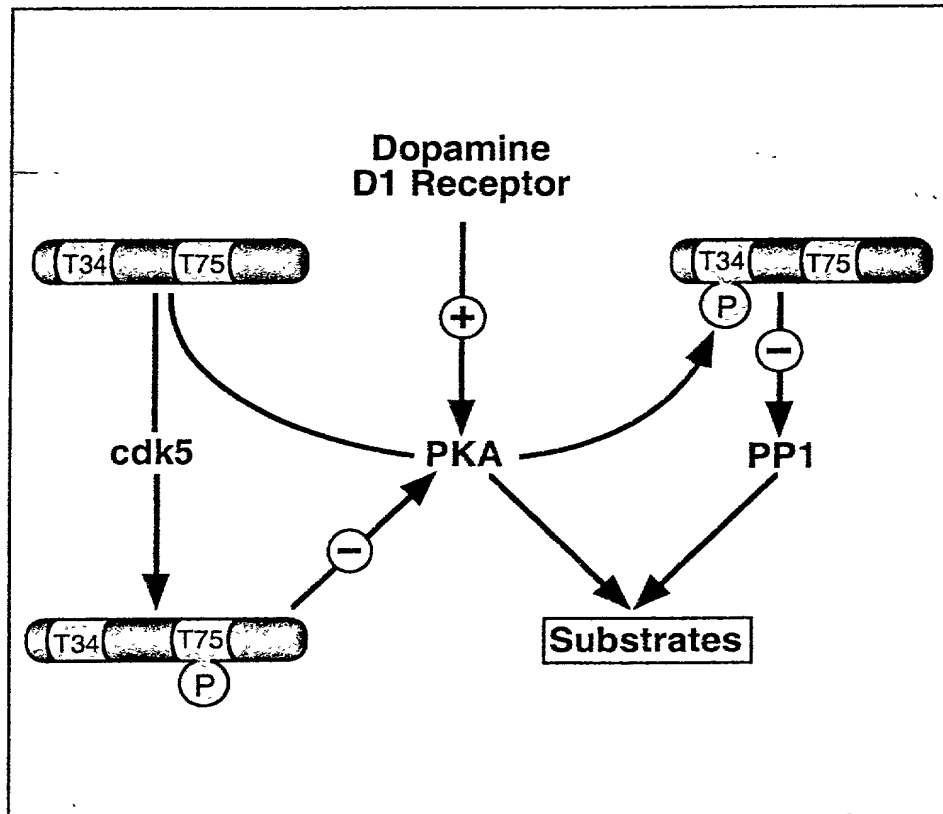 Dopamine
D1 Receptor
T34 T75
T34 T75
P
+
−
cdk5
PKA
PP1
−
T34 T75
P
Substrates